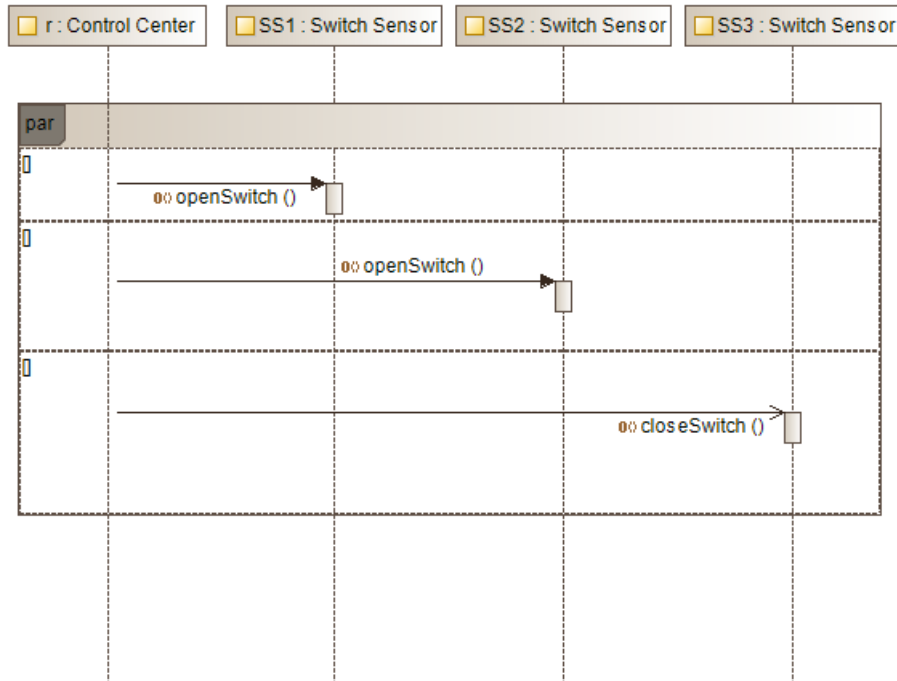 r : Control Center
SS1 : Switch Sensor
SS2 : Switch Sensor
SS3 : Switch Sensor
par
[]
openSwitch ()
[]
openSwitch ()
[]
closeSwitch ()